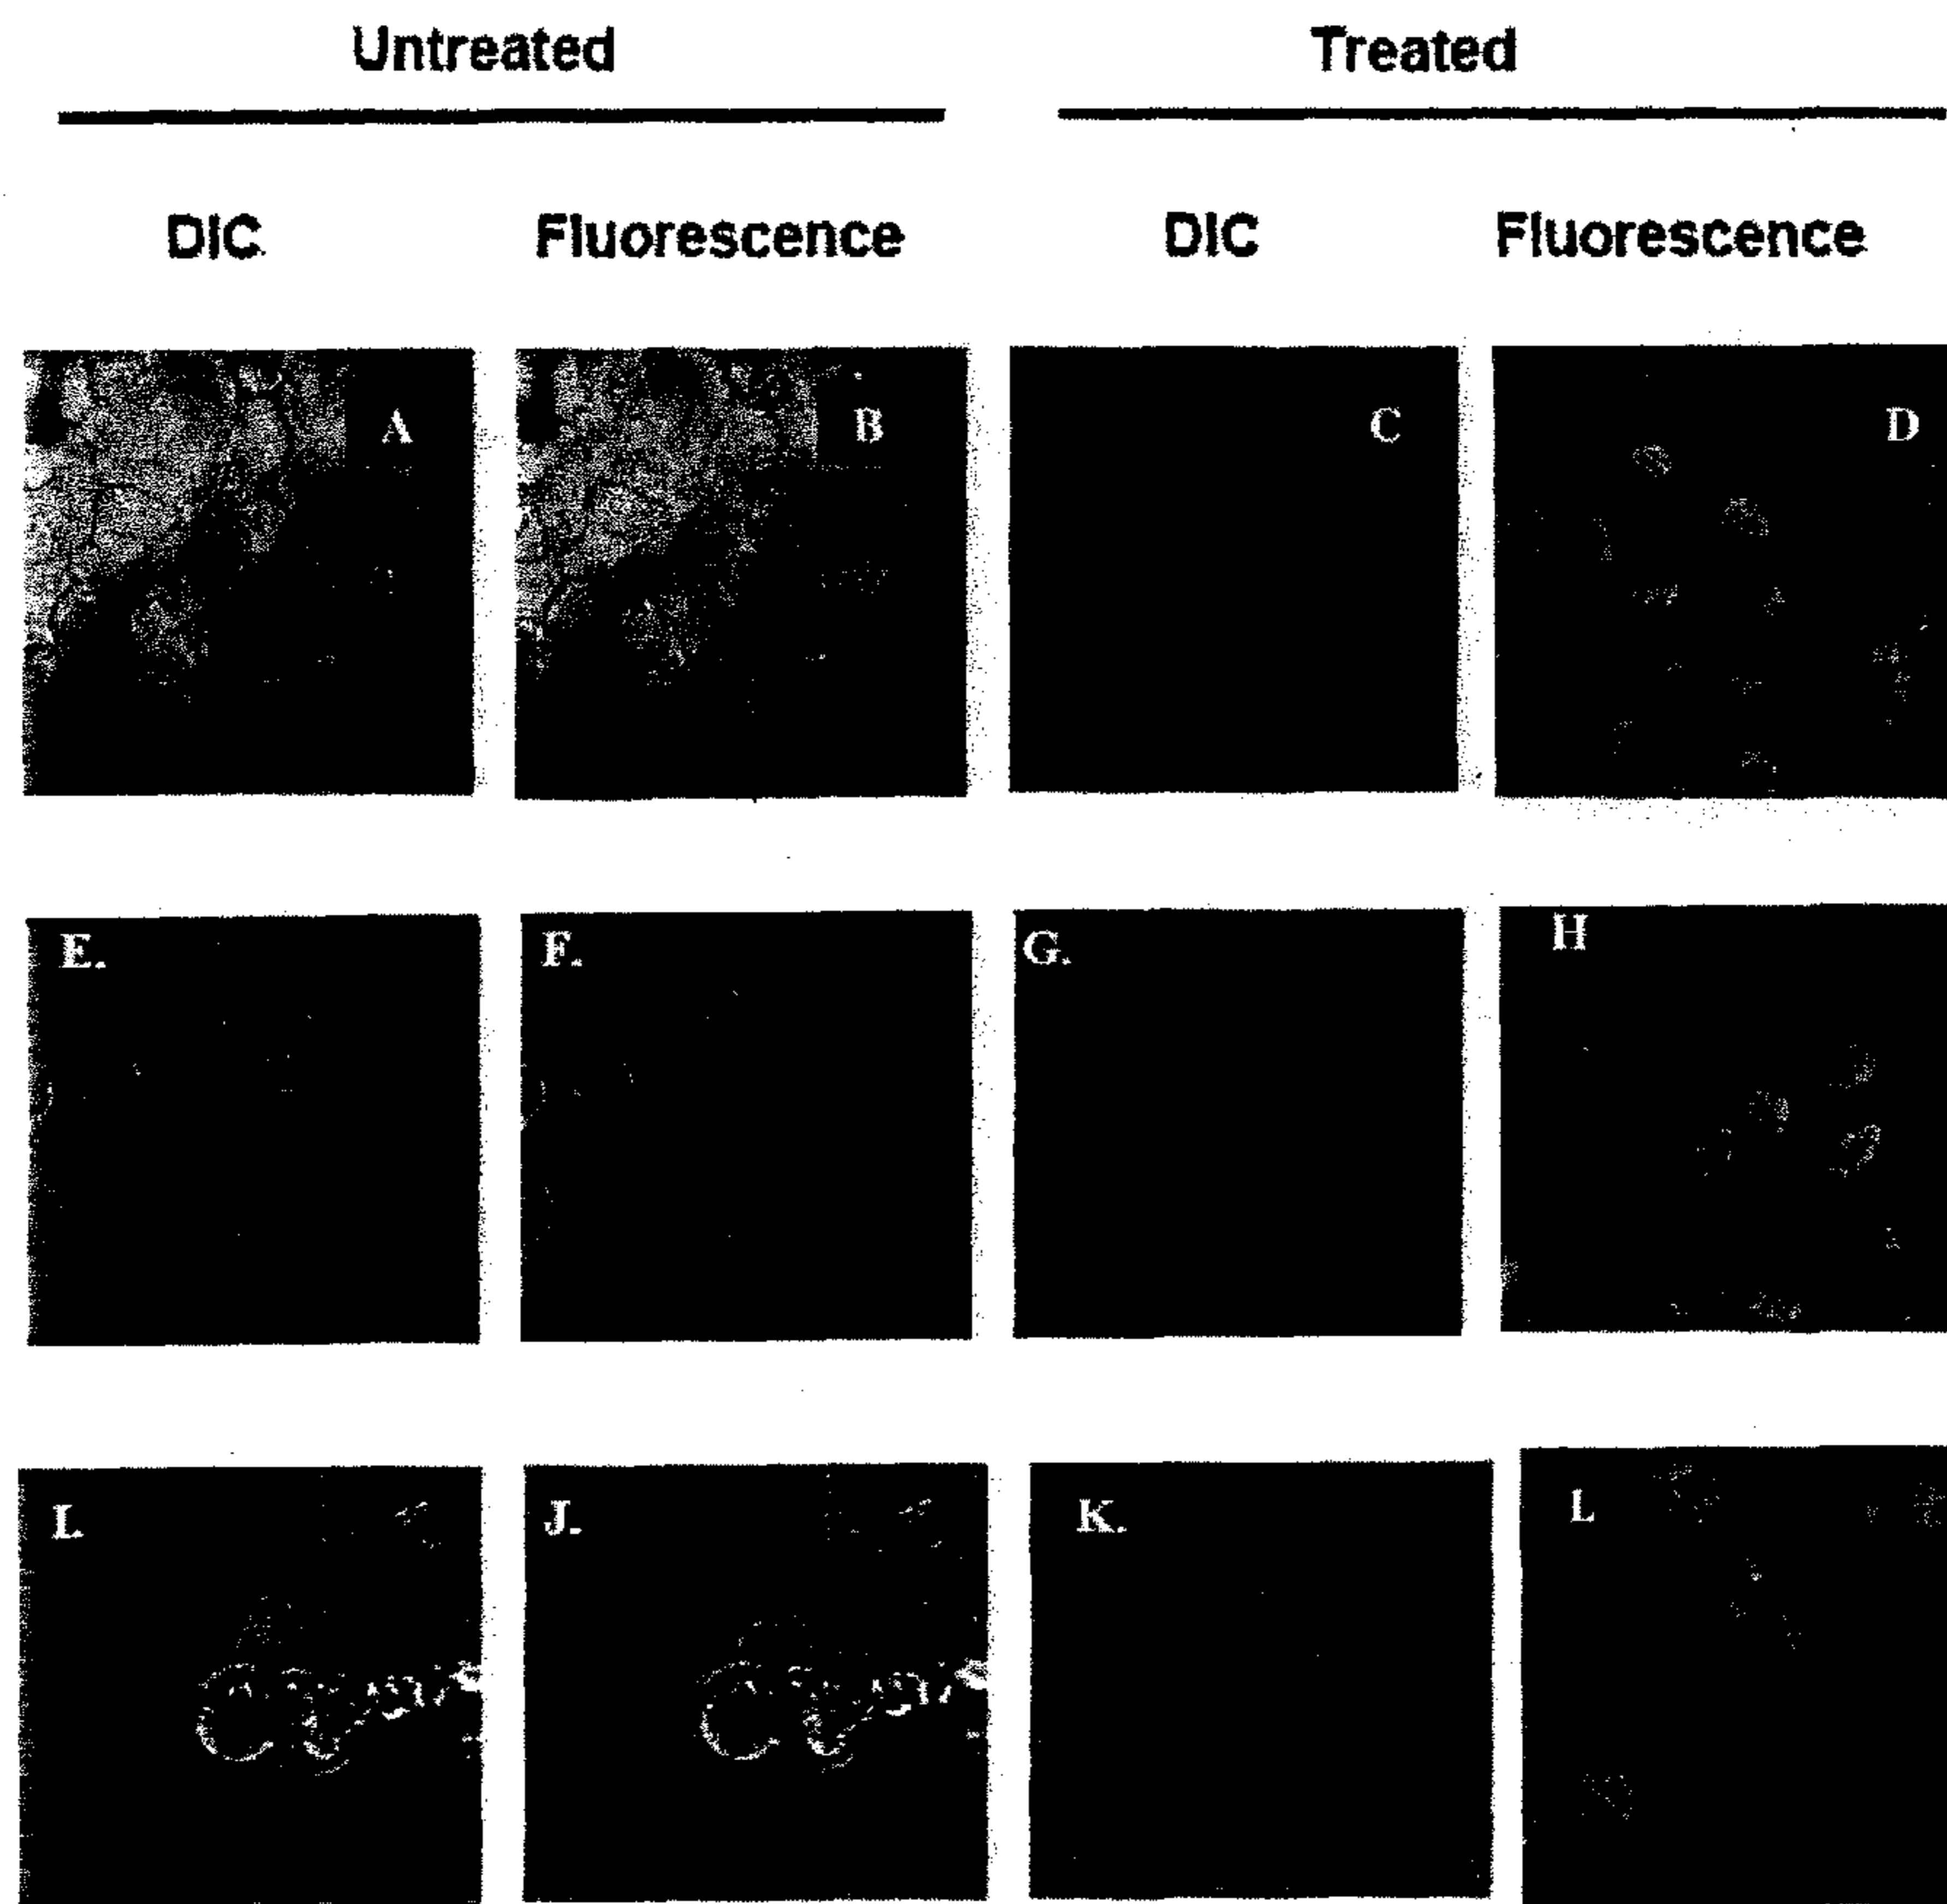 Untreated Treated
DIC Fluorescence DIC Fluorescence
A B C D
E. F. G. H
I. J. K. L